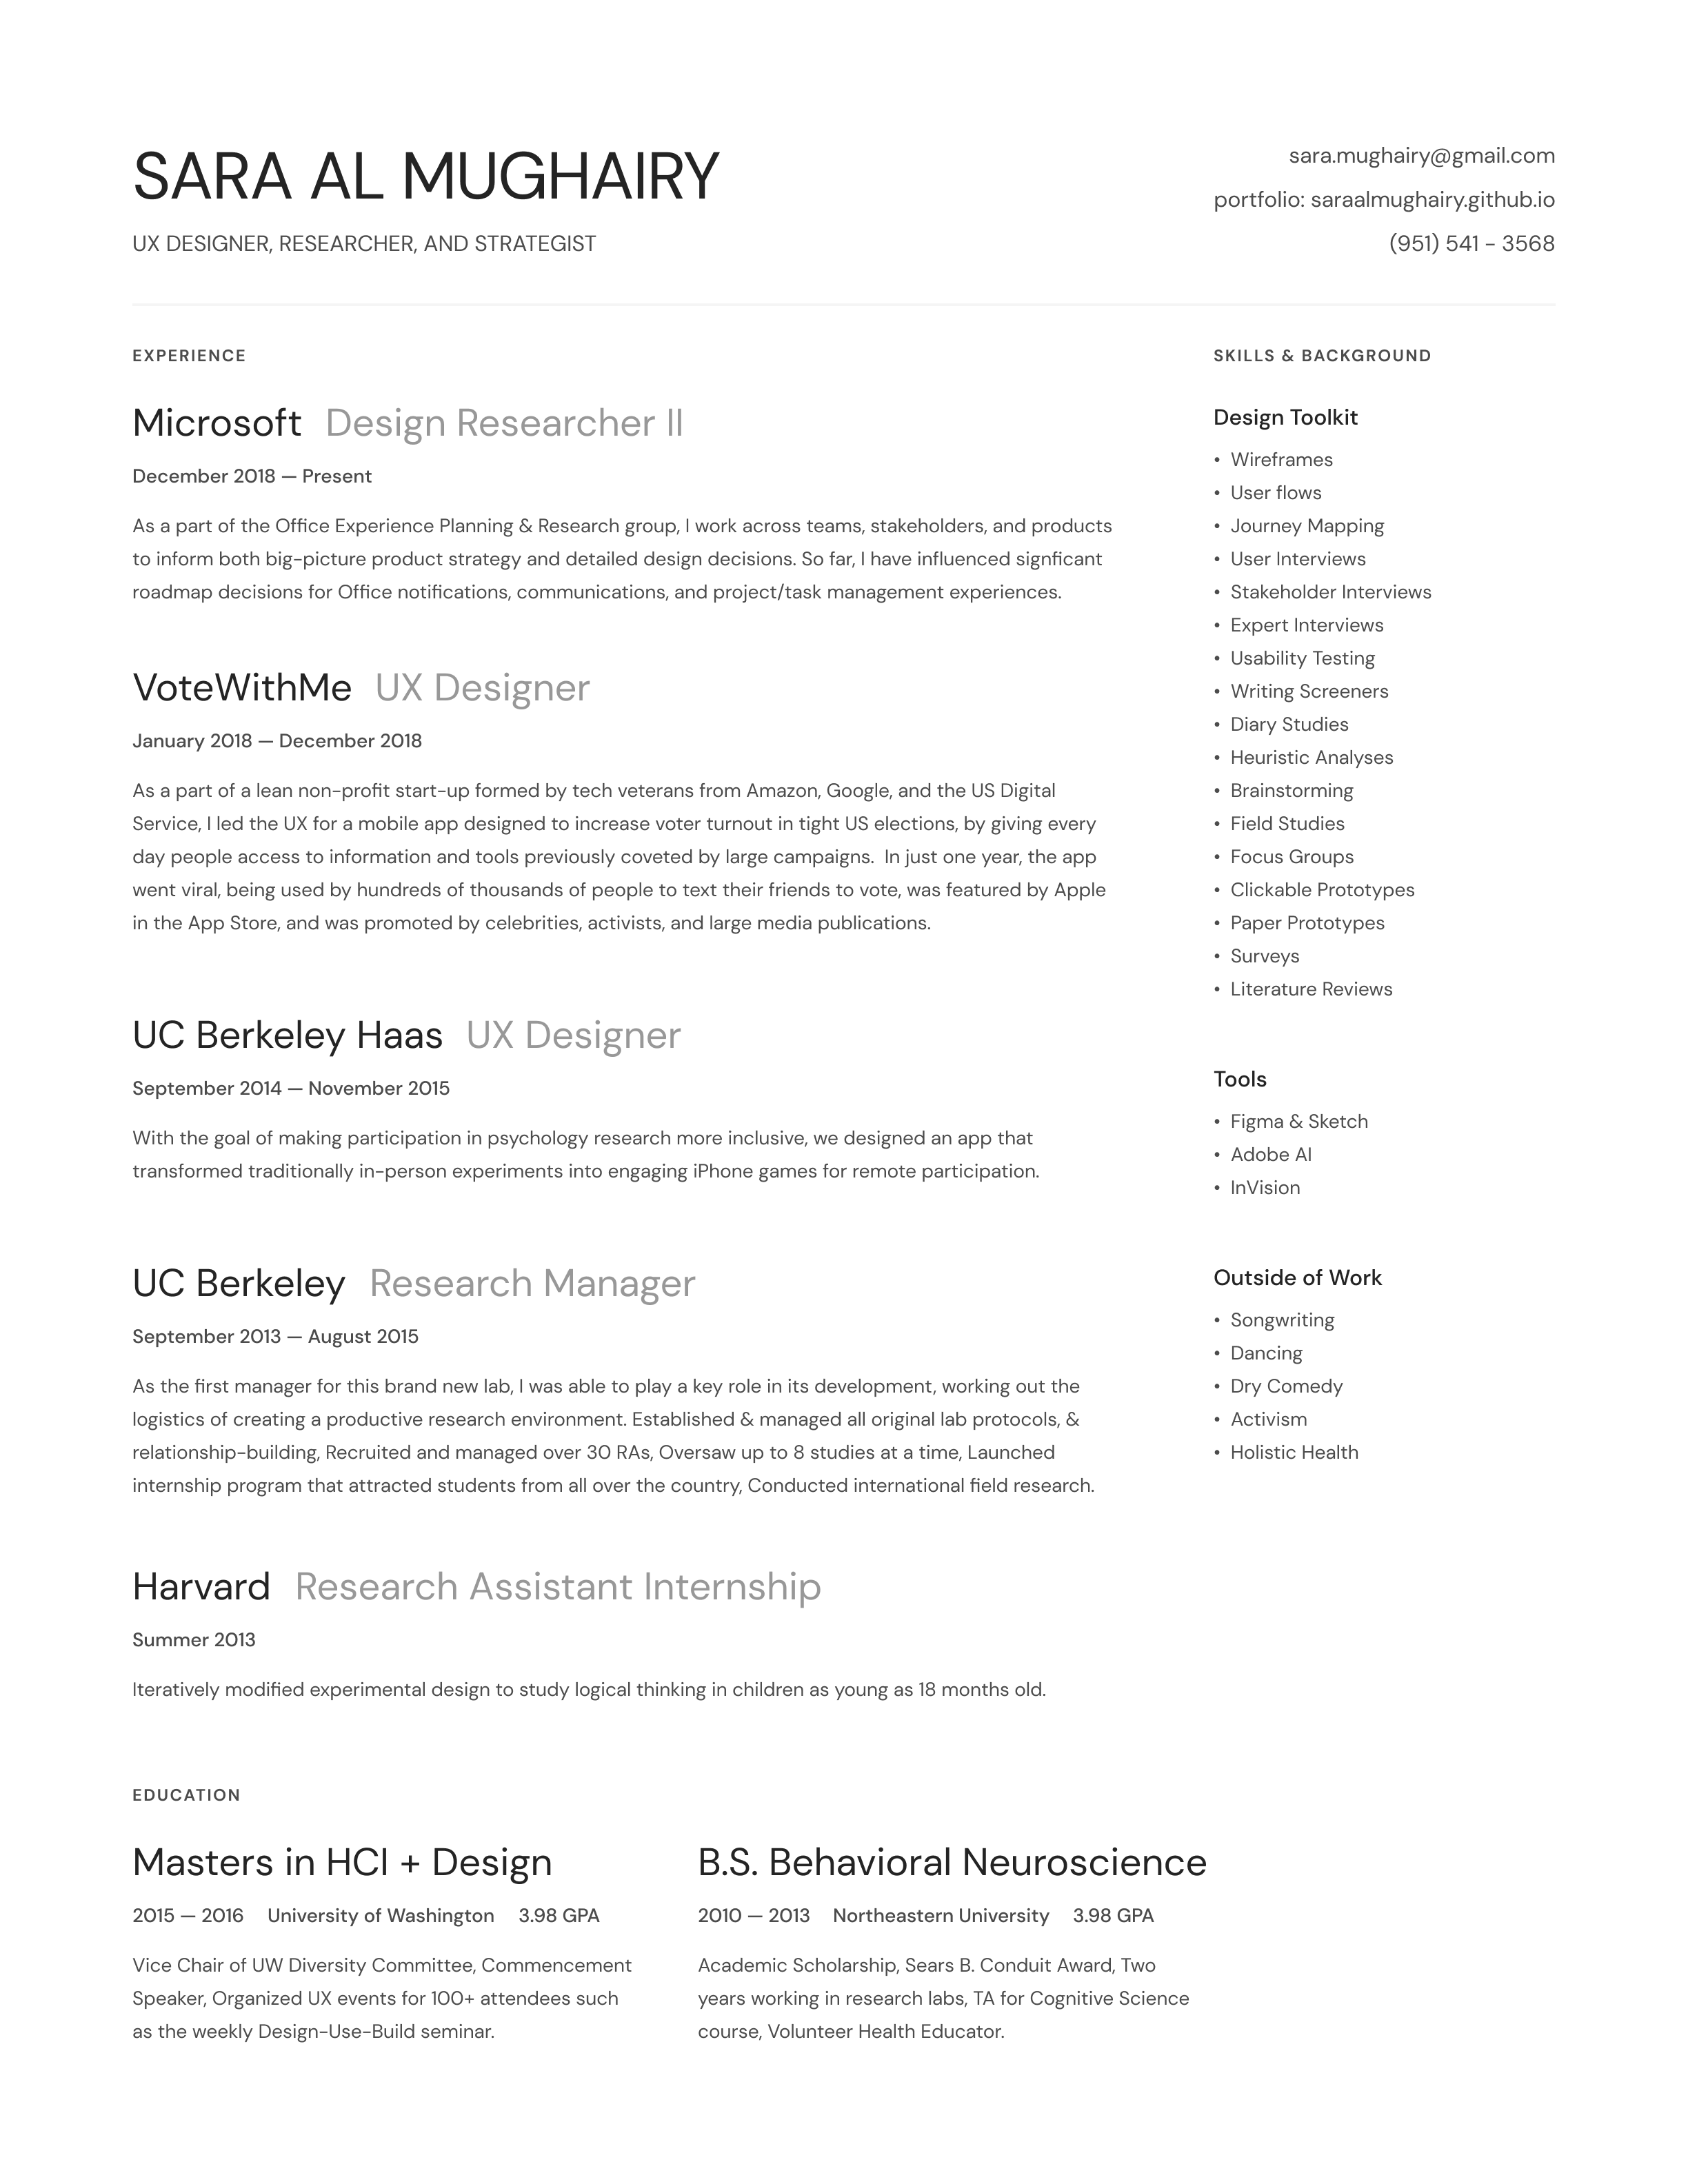 SARA AL MUGHAIRY
UX DESIGNER, RESEARCHER, AND STRATEGIST
sara.mughairy@gmail.com
portfolio: saraalmughairy.github.io
(951) 541 - 3568
EXPERIENCE
Microsoft Design Researcher II
December 2018 — Present
As a part of the Office Experience Planning & Research group, I work across teams, stakeholders, and products
to inform both big-picture product strategy and detailed design decisions. So far, I have influenced signficant
roadmap decisions for Office notifications, communications, and project/task management experiences.
VoteWithMe UX Designer
January 2018 — December 2018
As a part of a lean non-profit start-up formed by tech veterans from Amazon, Google, and the US Digital
Service, I led the UX for a mobile app designed to increase voter turnout in tight US elections, by giving every
day people access to information and tools previously coveted by large campaigns.  In just one year, the app
went viral, being used by hundreds of thousands of people to text their friends to vote, was featured by Apple
in the App Store, and was promoted by celebrities, activists, and large media publications.
UC Berkeley Haas UX Designer
September 2014 — November 2015
With the goal of making participation in psychology research more inclusive, we designed an app that
transformed traditionally in-person experiments into engaging iPhone games for remote participation.
UC Berkeley Research Manager
September 2013 — August 2015
As the first manager for this brand new lab, I was able to play a key role in its development, working out the
logistics of creating a productive research environment. Established & managed all original lab protocols, &
relationship-building, Recruited and managed over 30 RAs, Oversaw up to 8 studies at a time, Launched
internship program that attracted students from all over the country, Conducted international field research.
Harvard Research Assistant Internship
Summer 2013
Iteratively modified experimental design to study logical thinking in children as young as 18 months old.
SKILLS & BACKGROUND
Design Toolkit
• Wireframes
• User flows
• Journey Mapping
• User Interviews
• Stakeholder Interviews
• Expert Interviews
• Usability Testing
• Writing Screeners
• Diary Studies
• Heuristic Analyses
• Brainstorming
• Field Studies
• Focus Groups
• Clickable Prototypes
• Paper Prototypes
• Surveys
• Literature Reviews
Tools
• Figma & Sketch
• Adobe AI
• InVision
Outside of Work
• Songwriting
• Dancing
• Dry Comedy
• Activism
• Holistic Health
EDUCATION
Masters in HCI + Design
2015 — 2016 University of Washington 3.98 GPA
Vice Chair of UW Diversity Committee, Commencement
Speaker, Organized UX events for 100+ attendees such
as the weekly Design-Use-Build seminar.
B.S. Behavioral Neuroscience
2010 — 2013 Northeastern University 3.98 GPA
Academic Scholarship, Sears B. Conduit Award, Two
years working in research labs, TA for Cognitive Science
course, Volunteer Health Educator.